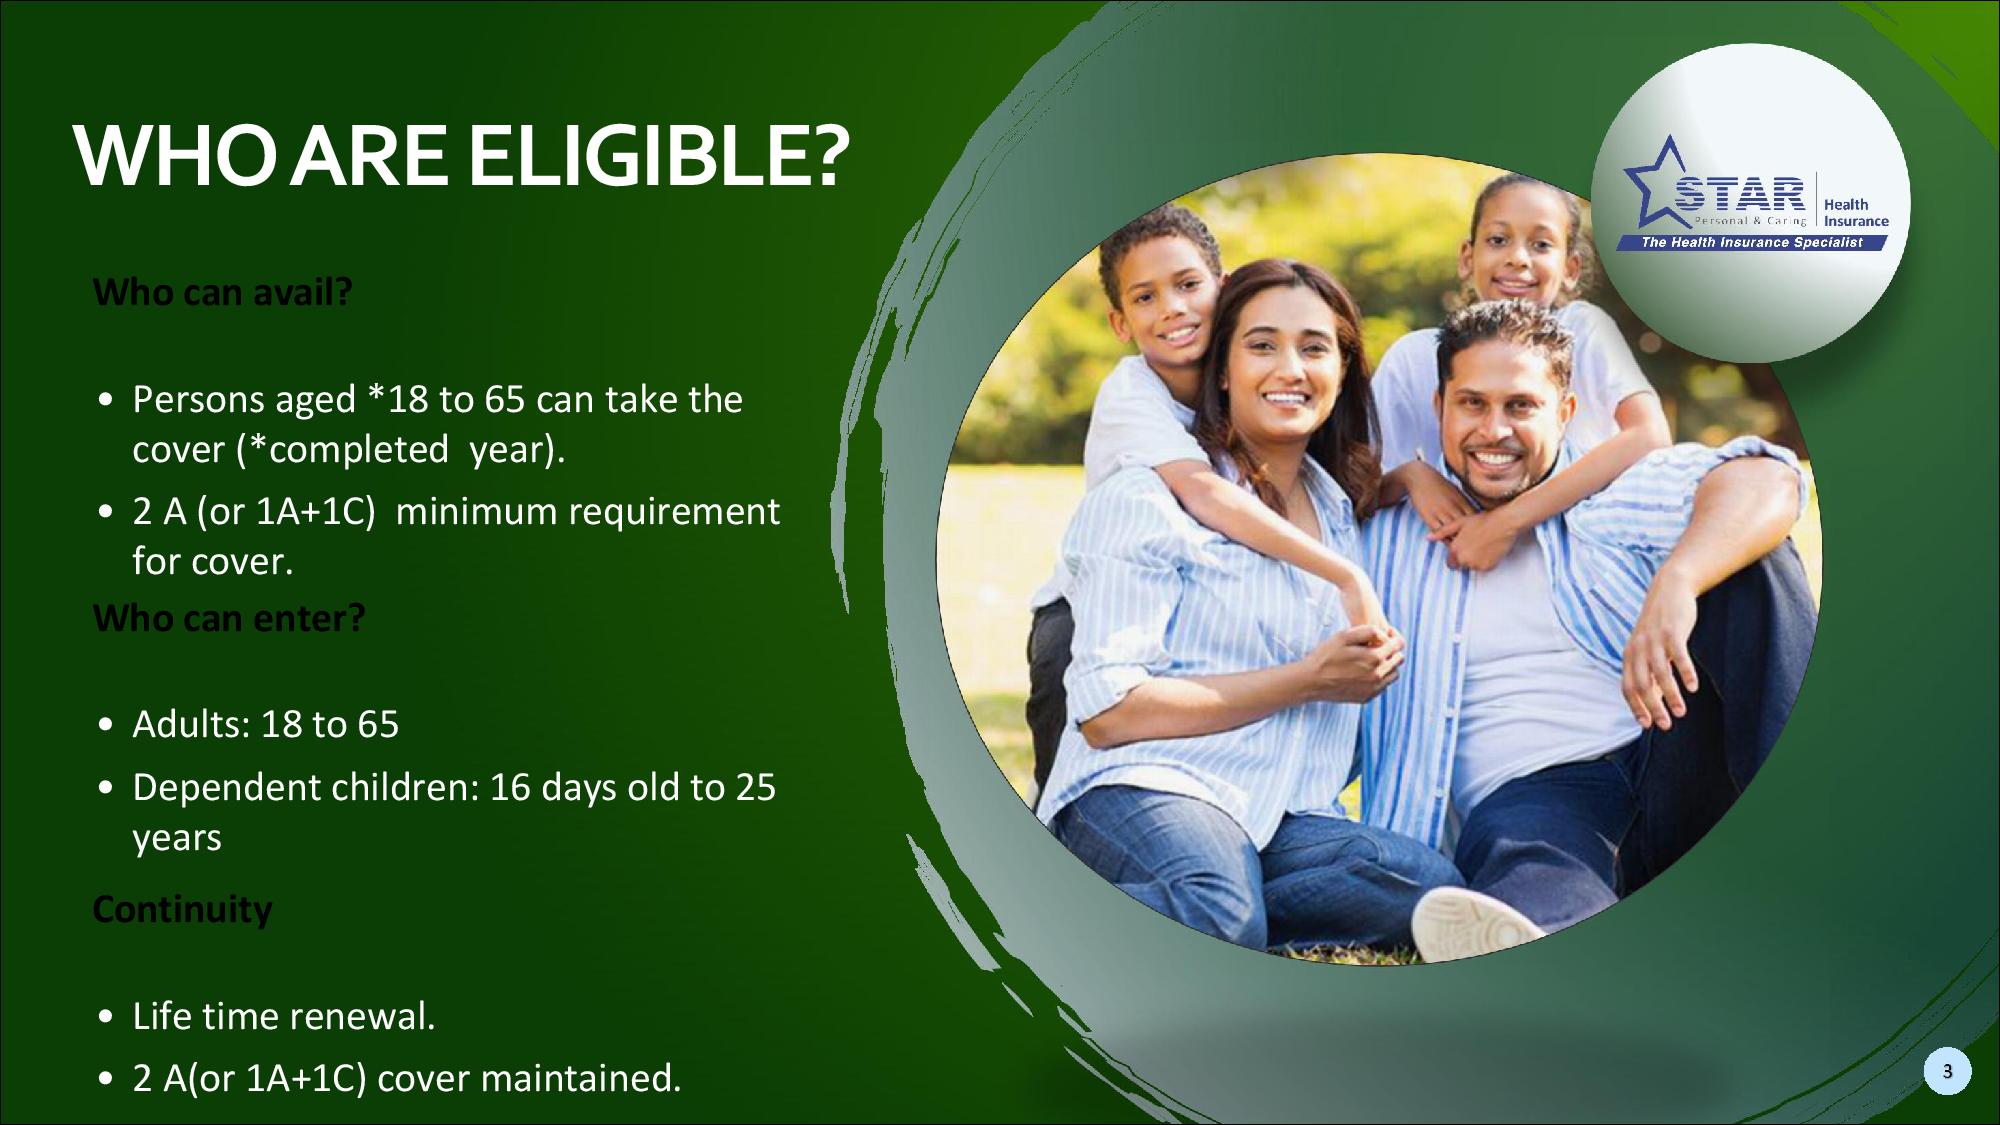 WHO ARE ELIGIBLE?
STAR
Personal & Caring
Health
Insurance
The Health Insurance Specialist
Who can avail?
• Persons aged *18 to 65 can take the
cover (*completed  year).
• 2 A (or 1A+1C)  minimum requirement
for cover.
Who can enter?
• Adults: 18 to 65
• Dependent children: 16 days old to 25
years
Continuity
• Life time renewal.
• 2 A(or 1A+1C) cover maintained.
3